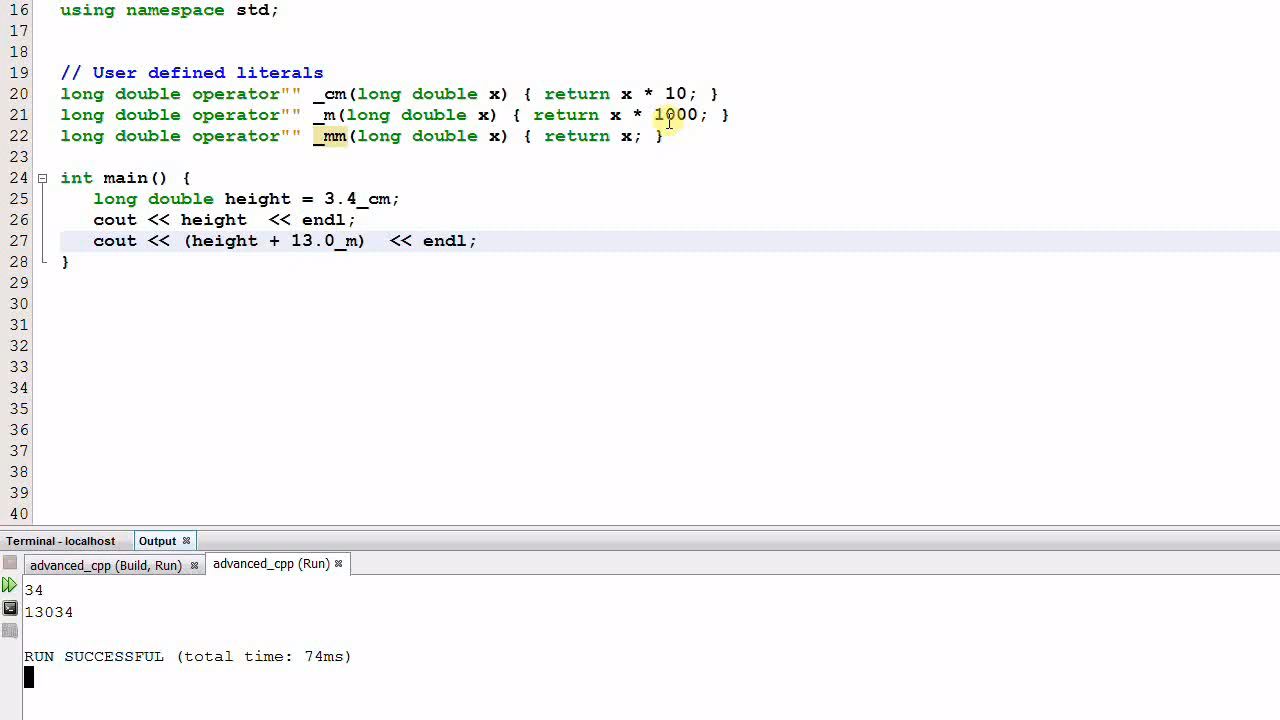 16 using namespace std;
17
18
19 // User defined literals
20 long double operator"" _cm(long double x) { return x * 10; }
21 long double operator"" _m(long double x) { return x * 1000; }
22 long double operator"" _mm(long double x) { return x; }
23
24 int main() {
25 long double height = 3.4_cm;
26 cout << height  << endl;
27 cout << (height + 13.0_m)  << endl;
28 }
29
30
31
32
33
34
35
36
37
38
39
40
Terminal - localhost Output
advanced_cpp (Build, Run) advanced_cpp (Run)
34
13034
RUN SUCCESSFUL (total time: 74ms)